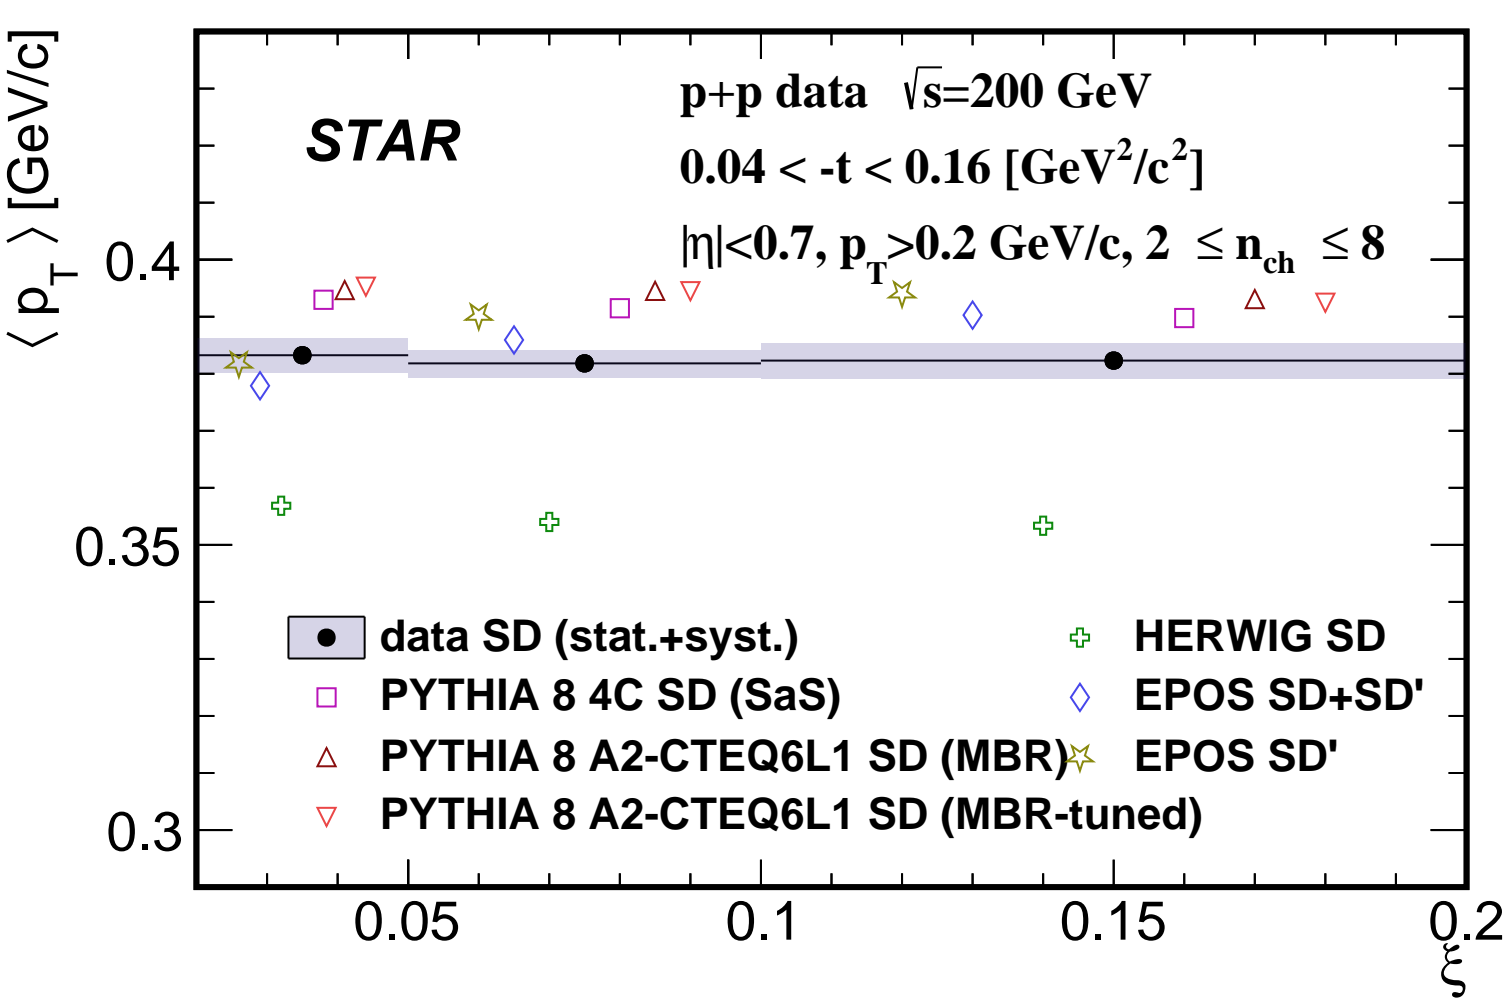 ⟨ p_T ⟩ [GeV/c]
STAR
p+p data √s=200 GeV
0.04 < -t < 0.16 [GeV²/c²]
|η|<0.7, p_T>0.2 GeV/c, 2 ≤ n_ch ≤ 8
0.4
0.35
0.3
data SD (stat.+syst.)
PYTHIA 8 4C SD (SaS)
PYTHIA 8 A2-CTEQ6L1 SD (MBR)
PYTHIA 8 A2-CTEQ6L1 SD (MBR-tuned)
HERWIG SD
EPOS SD+SD'
EPOS SD'
0.05 0.1 0.15 0.2
ξ